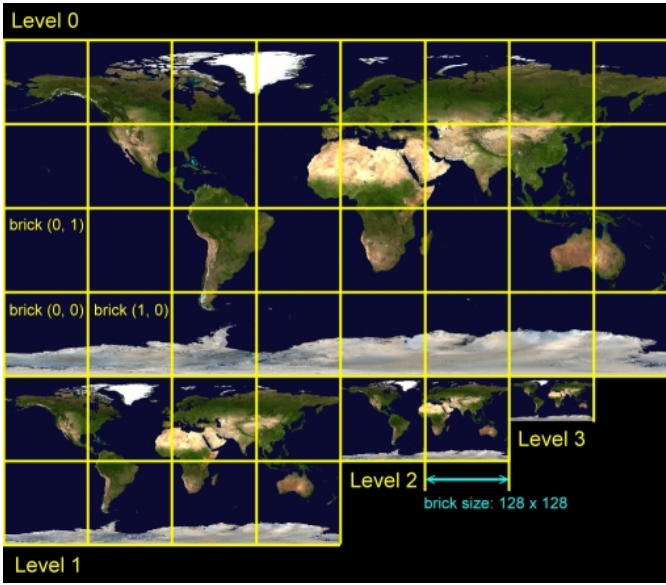 Level 0
brick (0, 1)
brick (0, 0)
brick (1, 0)
Level 3
Level 2
brick size: 128 x 128
Level 1